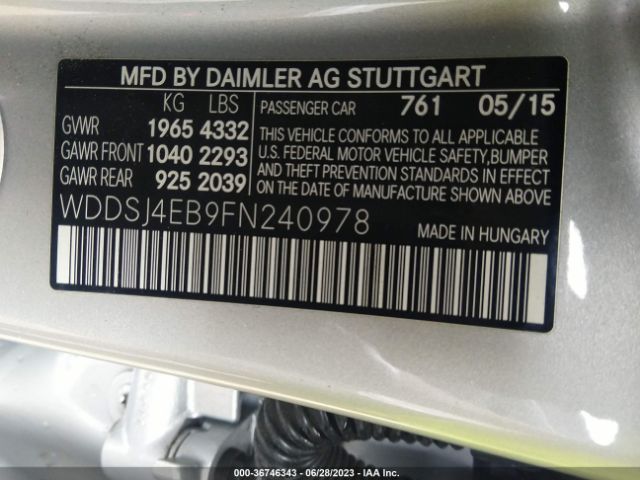 MFD BY DAIMLER AG STUTTGART
KG LBS
GVWR 1965 4332
GAWR FRONT 1040 2293
GAWR REAR 925 2039
PASSENGER CAR 761 05/15
THIS VEHICLE CONFORMS TO ALL APPLICABLE
U.S. FEDERAL MOTOR VEHICLE SAFETY, BUMPER
AND THEFT PREVENTION STANDARDS IN EFFECT
ON THE DATE OF MANUFACTURE SHOWN ABOVE
WDDSJ4EB9FN240978
MADE IN HUNGARY
000-36746343 - 06/28/2023 - IAA Inc.